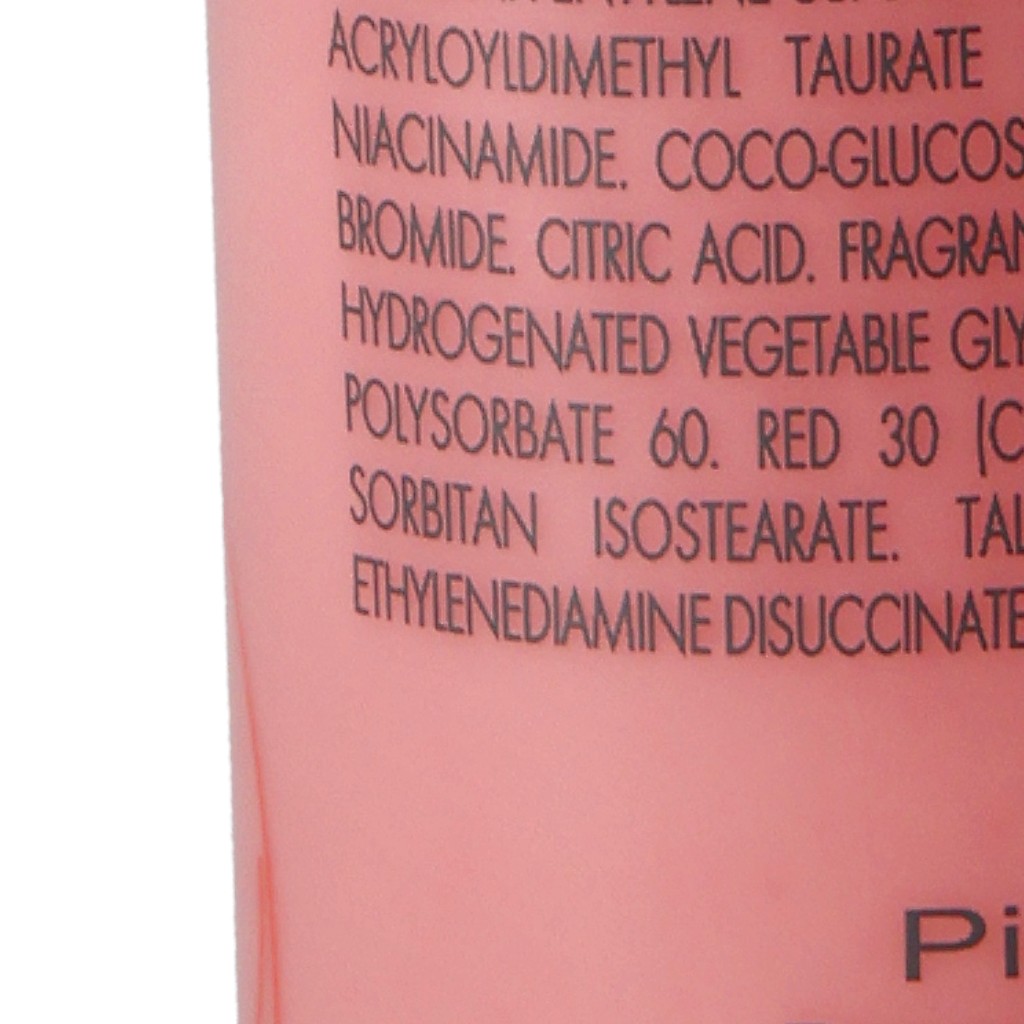 ACRYLOYLDIMETHYL TAURATE
NIACINAMIDE. COCO-GLUCOS
BROMIDE. CITRIC ACID. FRAGRAN
HYDROGENATED VEGETABLE GLY
POLYSORBATE 60. RED 30 (C
SORBITAN ISOSTEARATE. TAL
ETHYLENEDIAMINE DISUCCINATE
Pi